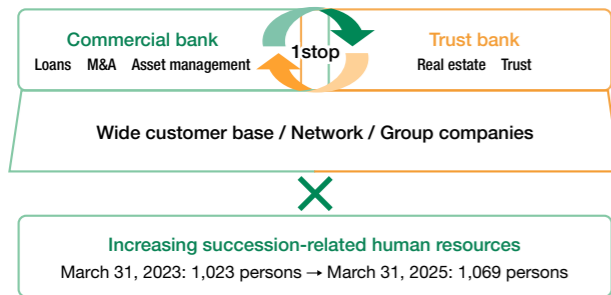 Commercial bank
Loans M&A Asset management
1stop
Trust bank
Real estate Trust
Wide customer base / Network / Group companies
Increasing succession-related human resources
March 31, 2023: 1,023 persons → March 31, 2025: 1,069 persons